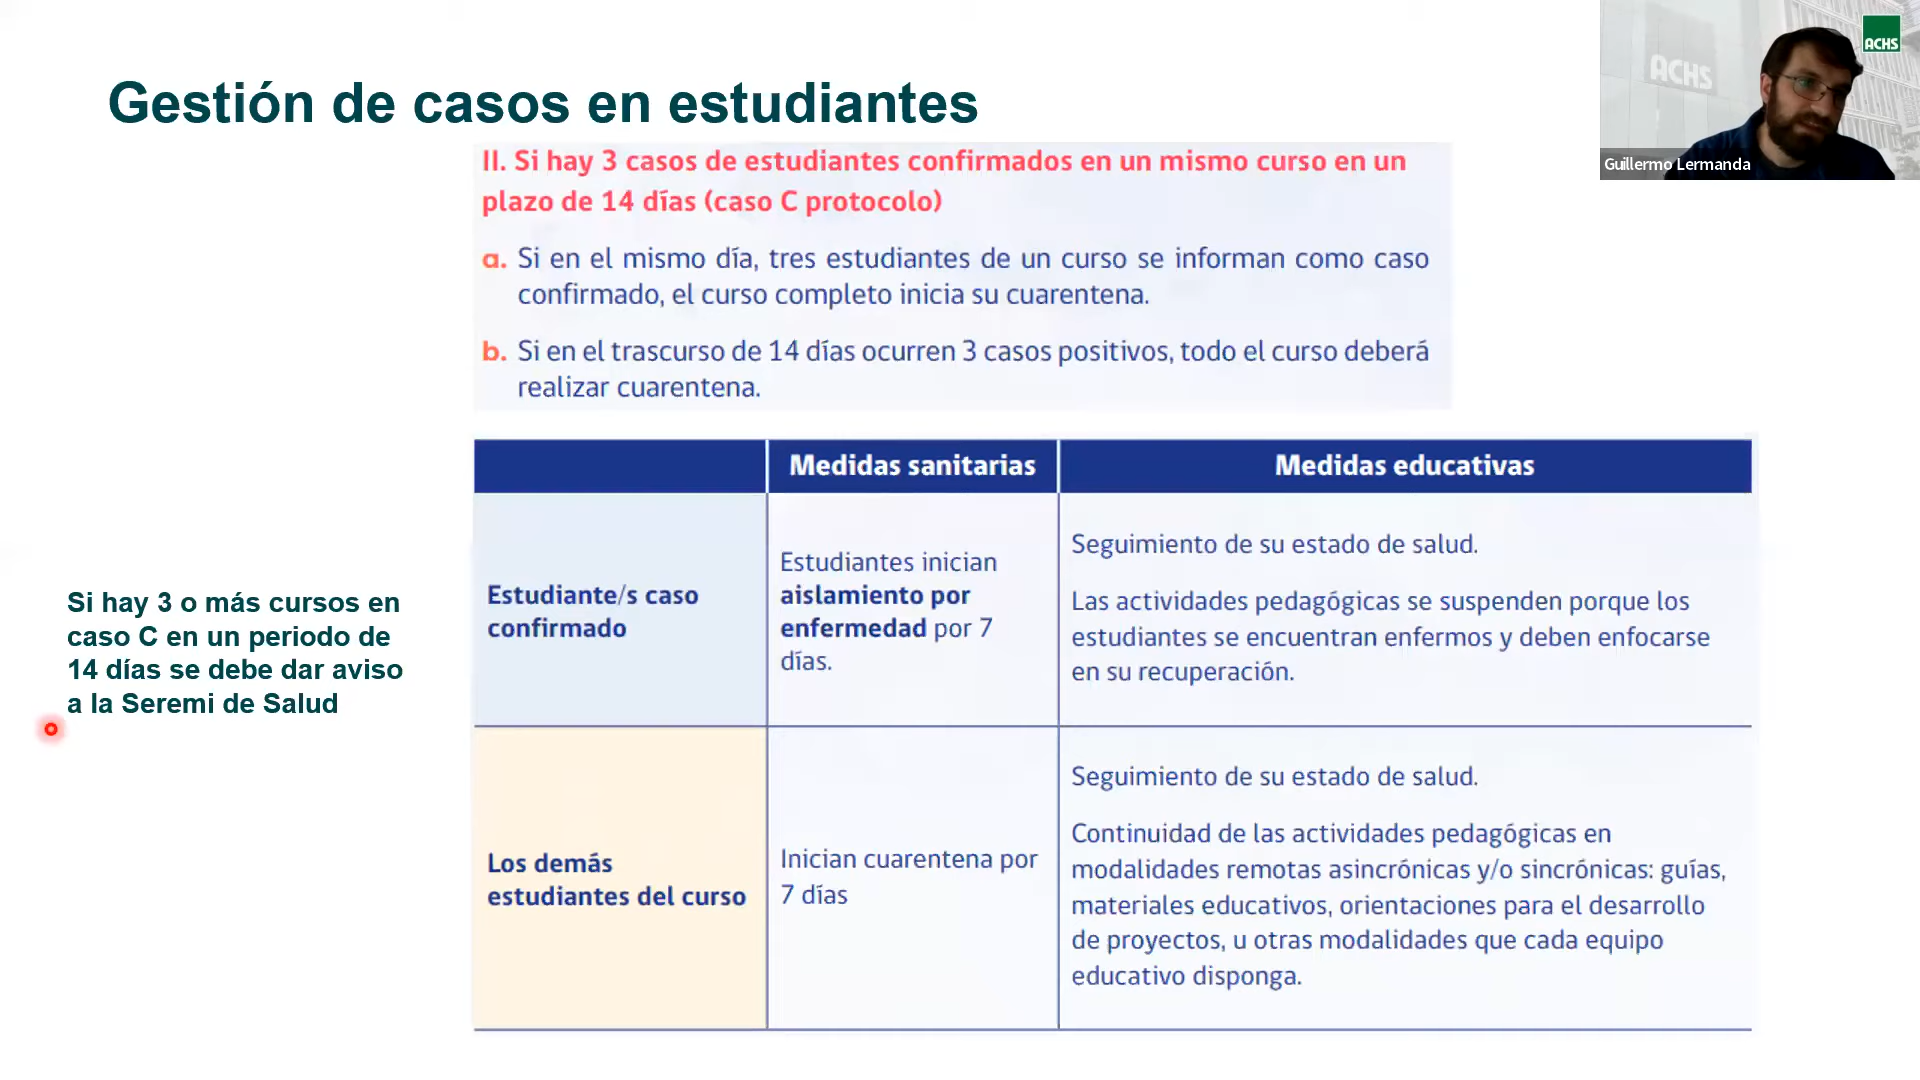 Gestión de casos en estudiantes
ACHS
ACHS
Guillermo Lermanda
II. Si hay 3 casos de estudiantes confirmados en un mismo curso en un
plazo de 14 días (caso C protocolo)
a. Si en el mismo día, tres estudiantes de un curso se informan como caso
confirmado, el curso completo inicia su cuarentena.
b. Si en el trascurso de 14 días ocurren 3 casos positivos, todo el curso deberá
realizar cuarentena.
Si hay 3 o más cursos en
caso C en un periodo de
14 días se debe dar aviso
a la Seremi de Salud
Medidas sanitarias
Medidas educativas
Estudiante/s caso
confirmado
Estudiantes inician
aislamiento por
enfermedad por 7
días.
Seguimiento de su estado de salud.
Las actividades pedagógicas se suspenden porque los
estudiantes se encuentran enfermos y deben enfocarse
en su recuperación.
Los demás
estudiantes del curso
Inician cuarentena por
7 días
Seguimiento de su estado de salud.
Continuidad de las actividades pedagógicas en
modalidades remotas asincrónicas y/o sincrónicas: guías,
materiales educativos, orientaciones para el desarrollo
de proyectos, u otras modalidades que cada equipo
educativo disponga.